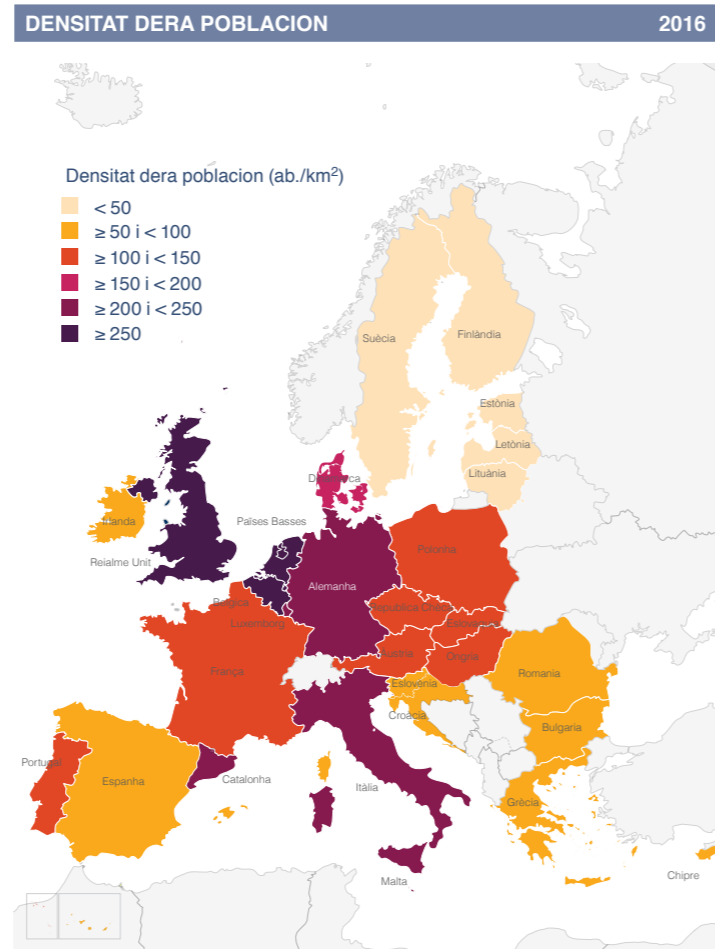 DENSITAT DERA POBLACION 2016
Densitat dera poblacion (ab./km²)
< 50
≥ 50 i < 100
≥ 100 i < 150
≥ 150 i < 200
≥ 200 i < 250
≥ 250
Suècia
Finlàndia
Estònia
Letònia
Lituània
Dinamarca
Irlanda
Països Basses
Reialme Unit
Polonha
Alemanha
Belgica
Republica Chèca
Luxemborg
Eslovaquia
Àustria
Ongria
França
Eslovènia
Romania
Croàcia
Bulgaria
Portugal
Espanha
Catalonha
Itàlia
Grècia
Malta
Chipre